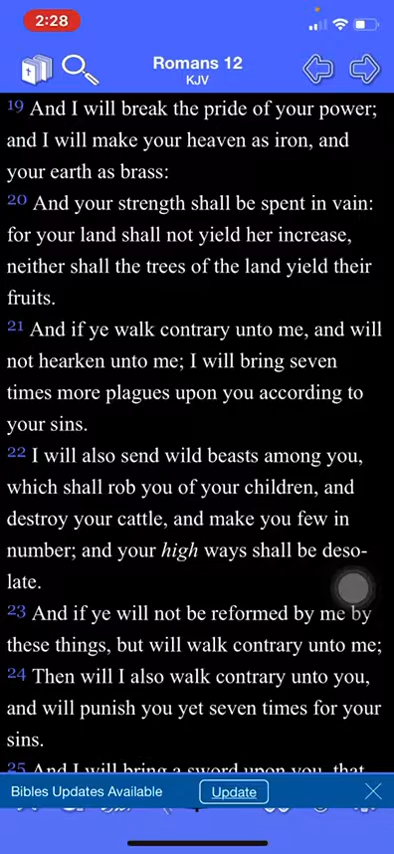 2:28
Romans 12
KJV
19 And I will break the pride of your power;
and I will make your heaven as iron, and
your earth as brass:
20 And your strength shall be spent in vain:
for your land shall not yield her increase,
neither shall the trees of the land yield their
fruits.
21 And if ye walk contrary unto me, and will
not hearken unto me; I will bring seven
times more plagues upon you according to
your sins.
22 I will also send wild beasts among you,
which shall rob you of your children, and
destroy your cattle, and make you few in
number; and your high ways shall be deso-
late.
23 And if ye will not be reformed by me by
these things, but will walk contrary unto me;
24 Then will I also walk contrary unto you,
and will punish you yet seven times for your
sins.
25 And I will bring a sword upon you, that
Bibles Updates Available
Update